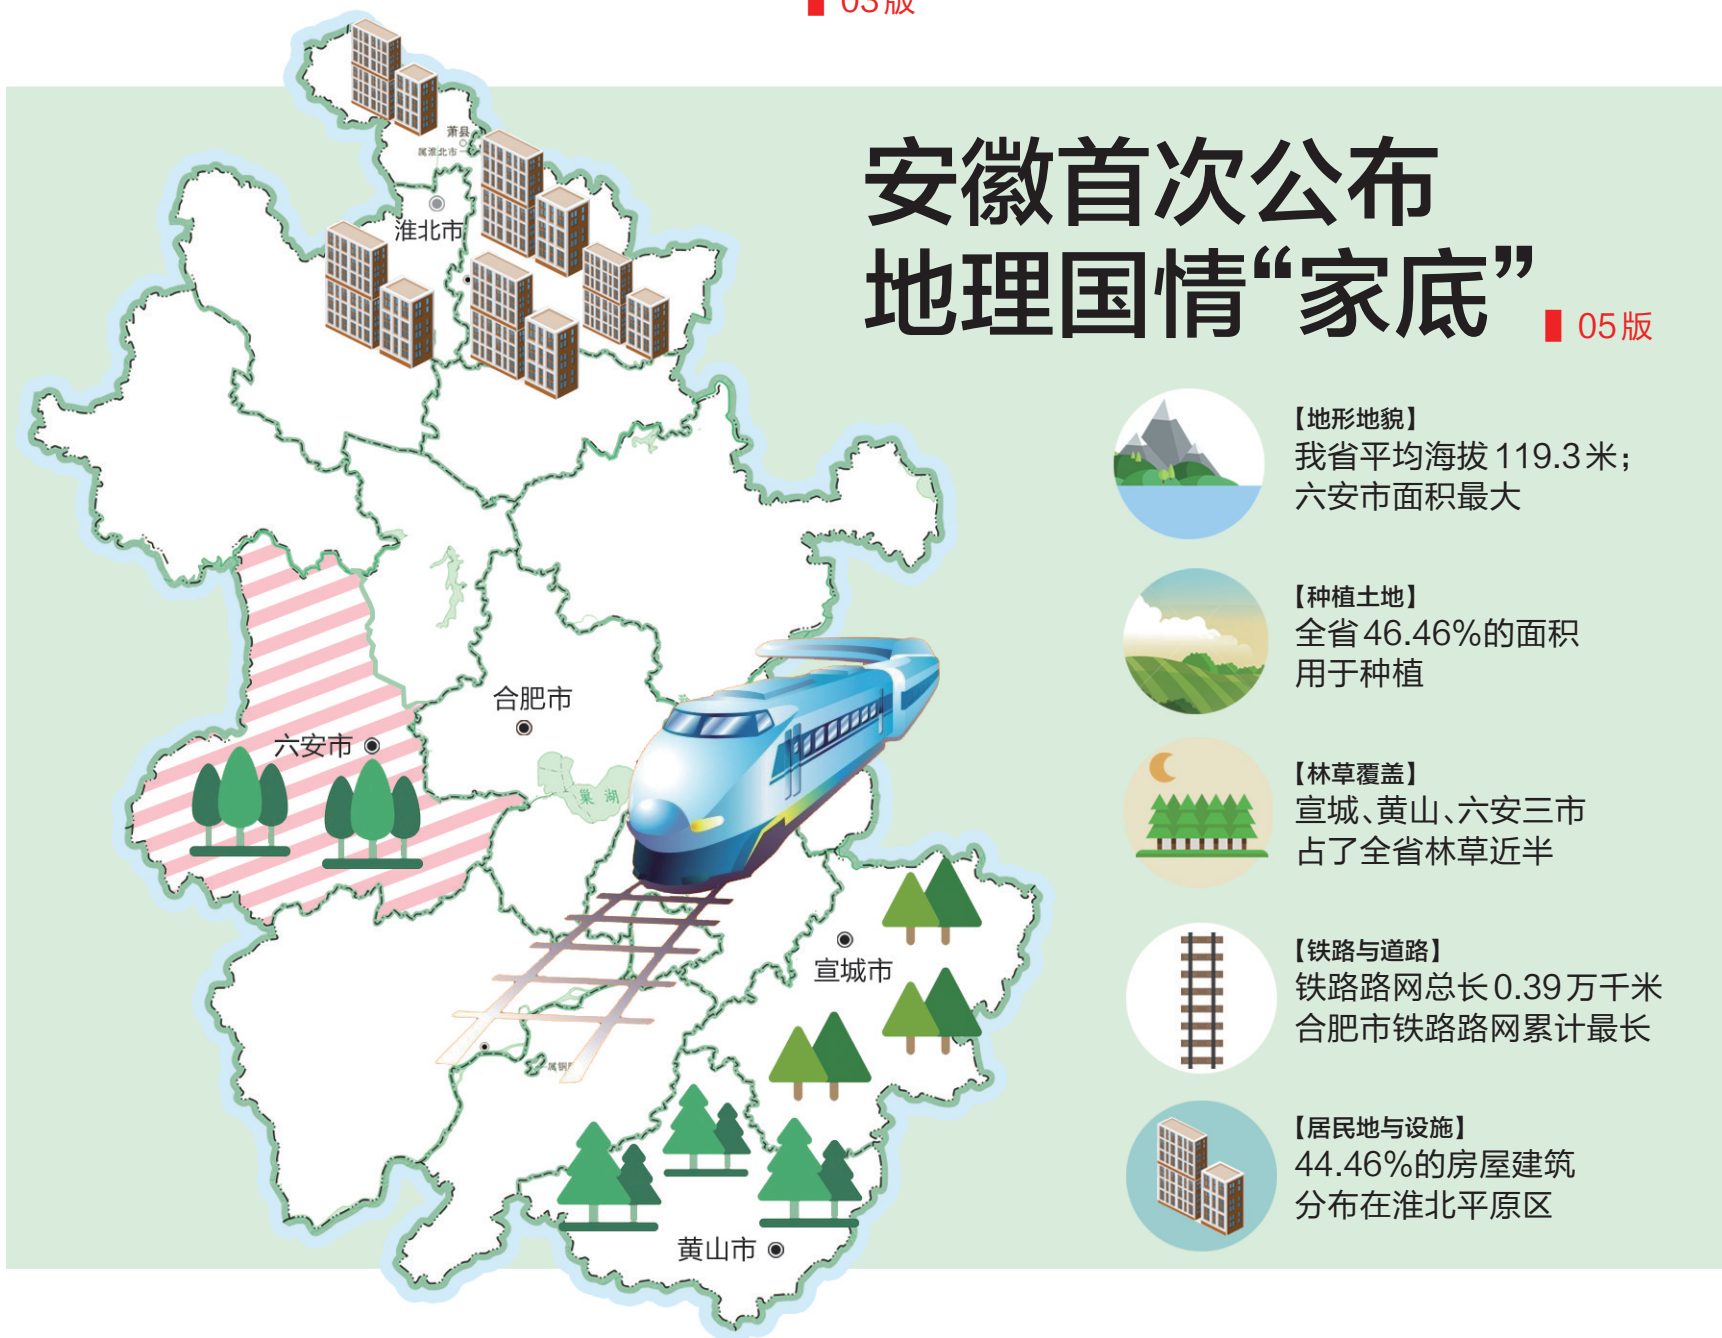 03版
安徽首次公布
地理国情“家底”
05版
【地形地貌】
我省平均海拔119.3米；
六安市面积最大
【种植土地】
全省46.46%的面积
用于种植
【林草覆盖】
宣城、黄山、六安三市
占了全省林草近半
【铁路与道路】
铁路路网总长0.39万千米
合肥市铁路路网累计最长
【居民地与设施】
44.46%的房屋建筑
分布在淮北平原区
萧县
属淮北市
淮北市
合肥市
六安市
巢湖
宣城市
黄山市